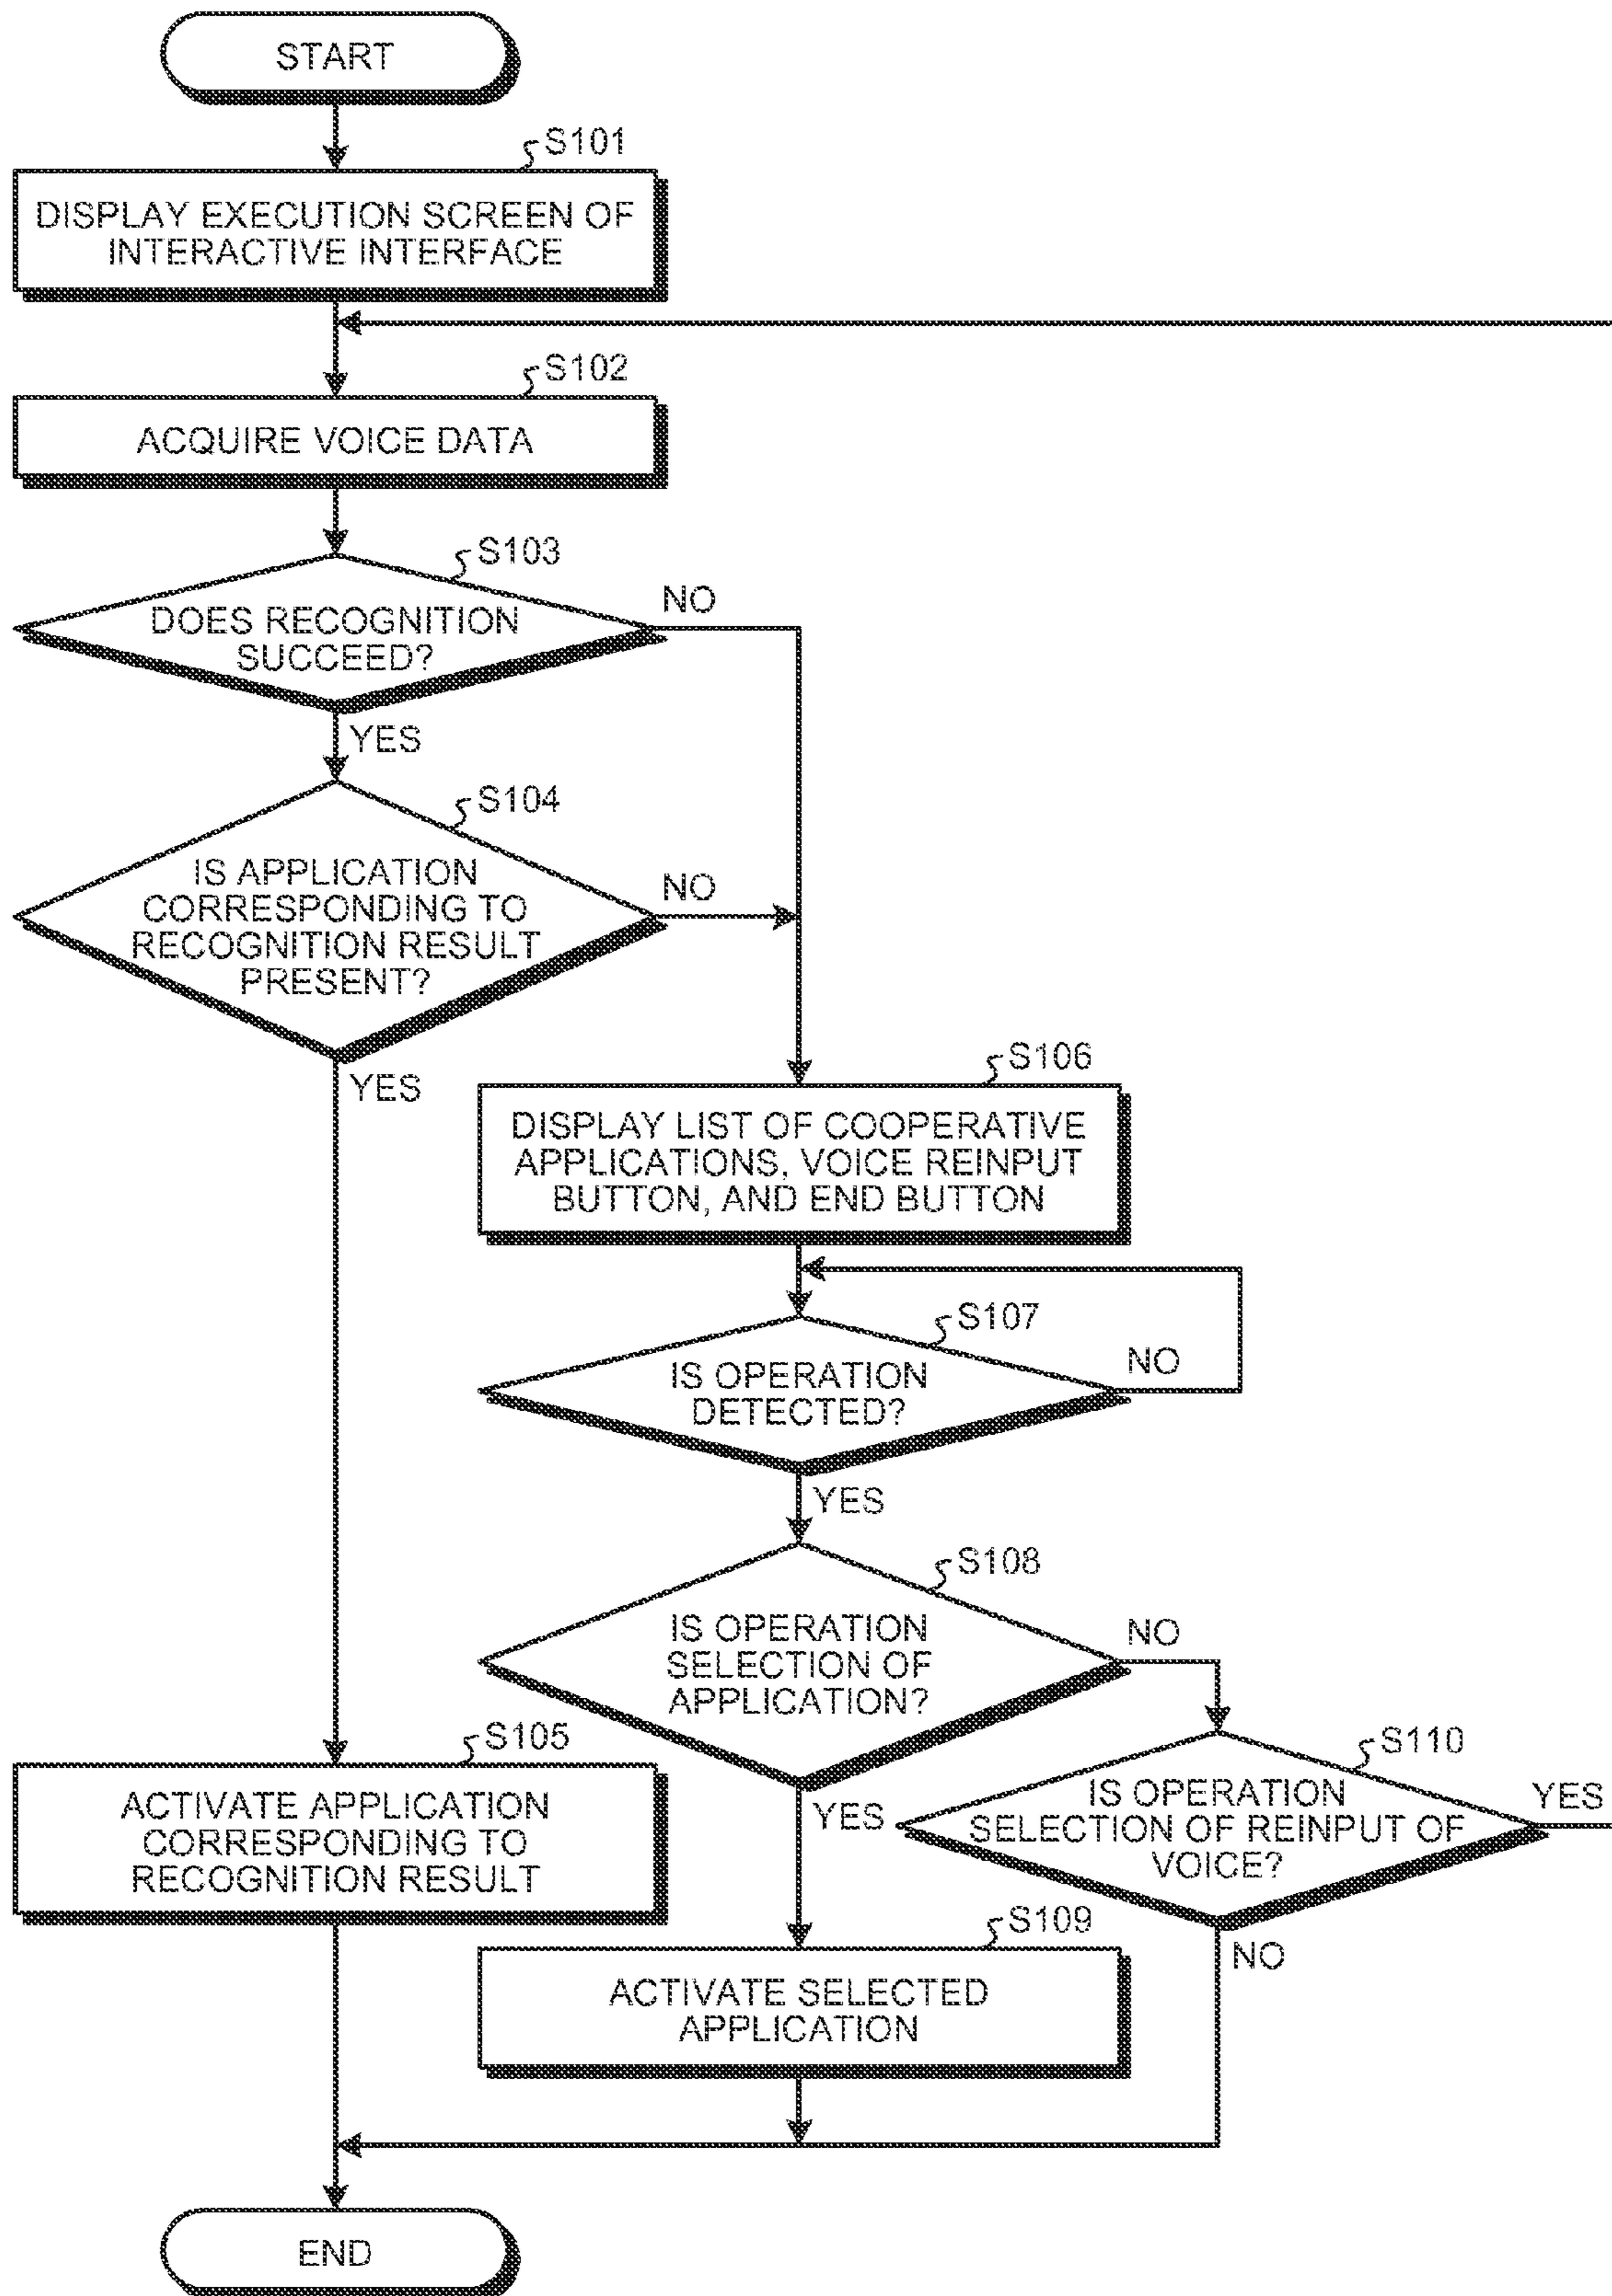 START
S101
DISPLAY EXECUTION SCREEN OF
INTERACTIVE INTERFACE
S102
ACQUIRE VOICE DATA
S103
DOES RECOGNITION
SUCCEED?
NO
YES
S104
IS APPLICATION
CORRESPONDING TO
RECOGNITION RESULT
PRESENT?
NO
YES
S106
DISPLAY LIST OF COOPERATIVE
APPLICATIONS, VOICE REINPUT
BUTTON, AND END BUTTON
S107
IS OPERATION
DETECTED?
NO
YES
S108
IS OPERATION
SELECTION OF
APPLICATION?
NO
YES
S105
ACTIVATE APPLICATION
CORRESPONDING TO
RECOGNITION RESULT
S110
IS OPERATION
SELECTION OF REINPUT OF
VOICE?
YES
NO
S109
ACTIVATE SELECTED
APPLICATION
END